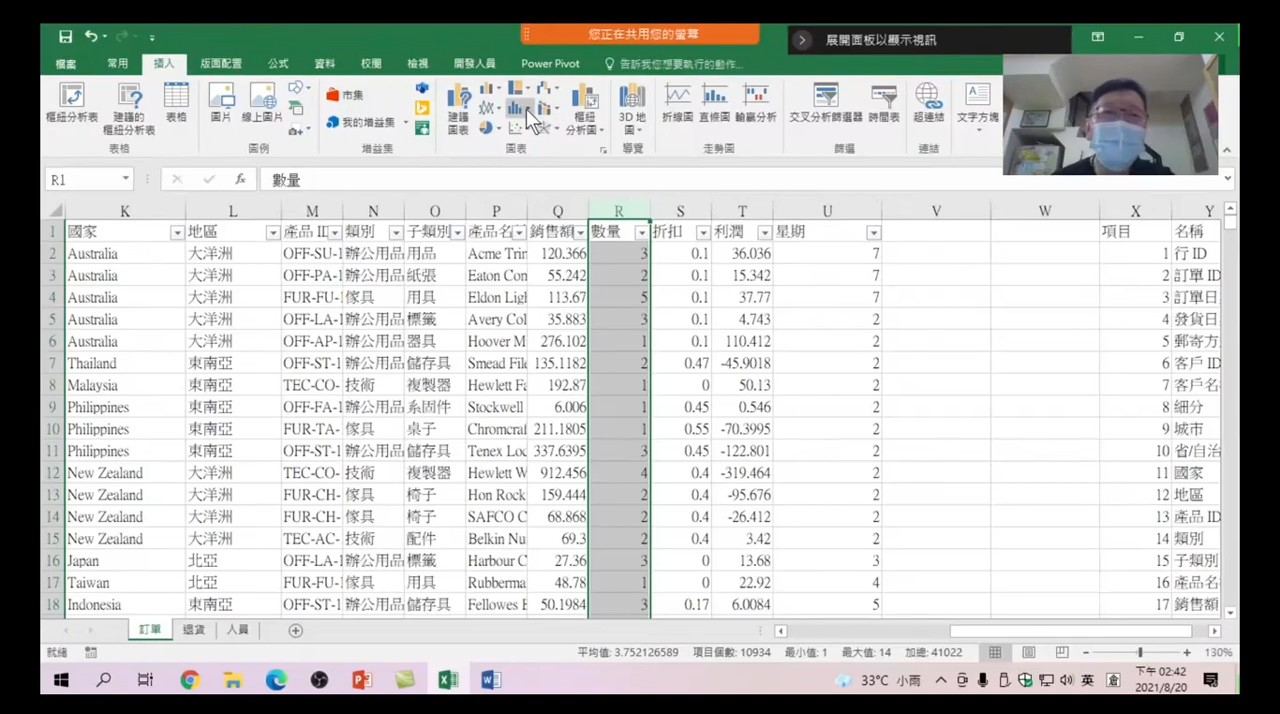 您正在共用您的螢幕
展開面板以顯示視訊
檔案 常用 插入 版面配置 公式 資料 校閱 檢視 開發人員 Power Pivot 告訴我您想要執行的動作...
樞紐分析表 建議的樞紐分析表 表格 圖片 線上圖片 市集 我的增益集 建議圖表 樞紐分析圖 3D 地圖 折線圖 直條圖 輸贏分析 交叉分析篩選器 時間表 超連結 文字方塊
表格 圖例 增益集 圖表 導覽 走勢圖 篩選 連結
R1 fx 數量
K L M N O P Q R S T U V W X Y
1 國家 地區 產品 ID 類別 子類別 產品名 銷售額 數量 折扣 利潤 星期 項目 名稱
2 Australia 大洋洲 OFF-SU-1 辦公用品 用品 Acme Trin 120.366 3 0.1 36.036 7 1 行 ID
3 Australia 大洋洲 OFF-PA-1 辦公用品 紙張 Eaton Con 55.242 2 0.1 15.342 7 2 訂單 ID
4 Australia 大洋洲 FUR-FU-1 傢具 用具 Eldon Ligh 113.67 5 0.1 37.77 7 3 訂單日
5 Australia 大洋洲 OFF-LA-1 辦公用品 標籤 Avery Col 35.883 3 0.1 4.743 2 4 發貨日
6 Australia 大洋洲 OFF-AP-1 辦公用品 器具 Hoover M 276.102 1 0.1 110.412 2 5 郵寄方
7 Thailand 東南亞 OFF-ST-1 辦公用品 儲存具 Smead File 135.1182 2 0.47 -45.9018 2 6 客戶 ID
8 Malaysia 東南亞 TEC-CO- 技術 複製器 Hewlett Fa 192.87 1 0 50.13 2 7 客戶名
9 Philippines 東南亞 OFF-FA-1 辦公用品 系固件 Stockwell 6.006 1 0.45 0.546 2 8 細分
10 Philippines 東南亞 FUR-TA- 傢具 桌子 Chromcraf 211.1805 1 0.55 -70.3995 2 9 城市
11 Philippines 東南亞 OFF-ST-1 辦公用品 儲存具 Tenex Loc 337.6395 3 0.45 -122.801 2 10 省/自治
12 New Zealand 大洋洲 TEC-CO- 技術 複製器 Hewlett W 912.456 4 0.4 -319.464 2 11 國家
13 New Zealand 大洋洲 FUR-CH- 傢具 椅子 Hon Rock 159.444 2 0.4 -95.676 2 12 地區
14 New Zealand 大洋洲 FUR-CH- 傢具 椅子 SAFCO C 68.868 2 0.4 -26.412 2 13 產品 ID
15 New Zealand 大洋洲 TEC-AC- 技術 配件 Belkin Nu 69.3 2 0.4 3.42 2 14 類別
16 Japan 北亞 OFF-LA-1 辦公用品 標籤 Harbour C 27.36 3 0 13.68 3 15 子類別
17 Taiwan 北亞 FUR-FU-1 傢具 用具 Rubberma 48.78 1 0 22.92 4 16 產品名
18 Indonesia 東南亞 OFF-ST-1 辦公用品 儲存具 Fellowes E 50.1984 3 0.17 6.0084 5 17 銷售額
訂單 退貨 人員
就緒 平均值: 3.752126589 項目個數: 10934 最小值: 1 最大值: 14 加總: 41022 130%
33°C 小雨 英 下午 02:42
2021/8/20